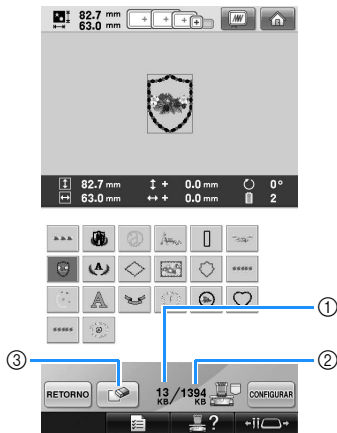 82.7 mm
63.0 mm
82.7 mm + 0.0 mm 0°
63.0 mm + 0.0 mm 2
A
A
1
3
2
RETORNO 13 KB / 1394 KB CONFIGURAR
?